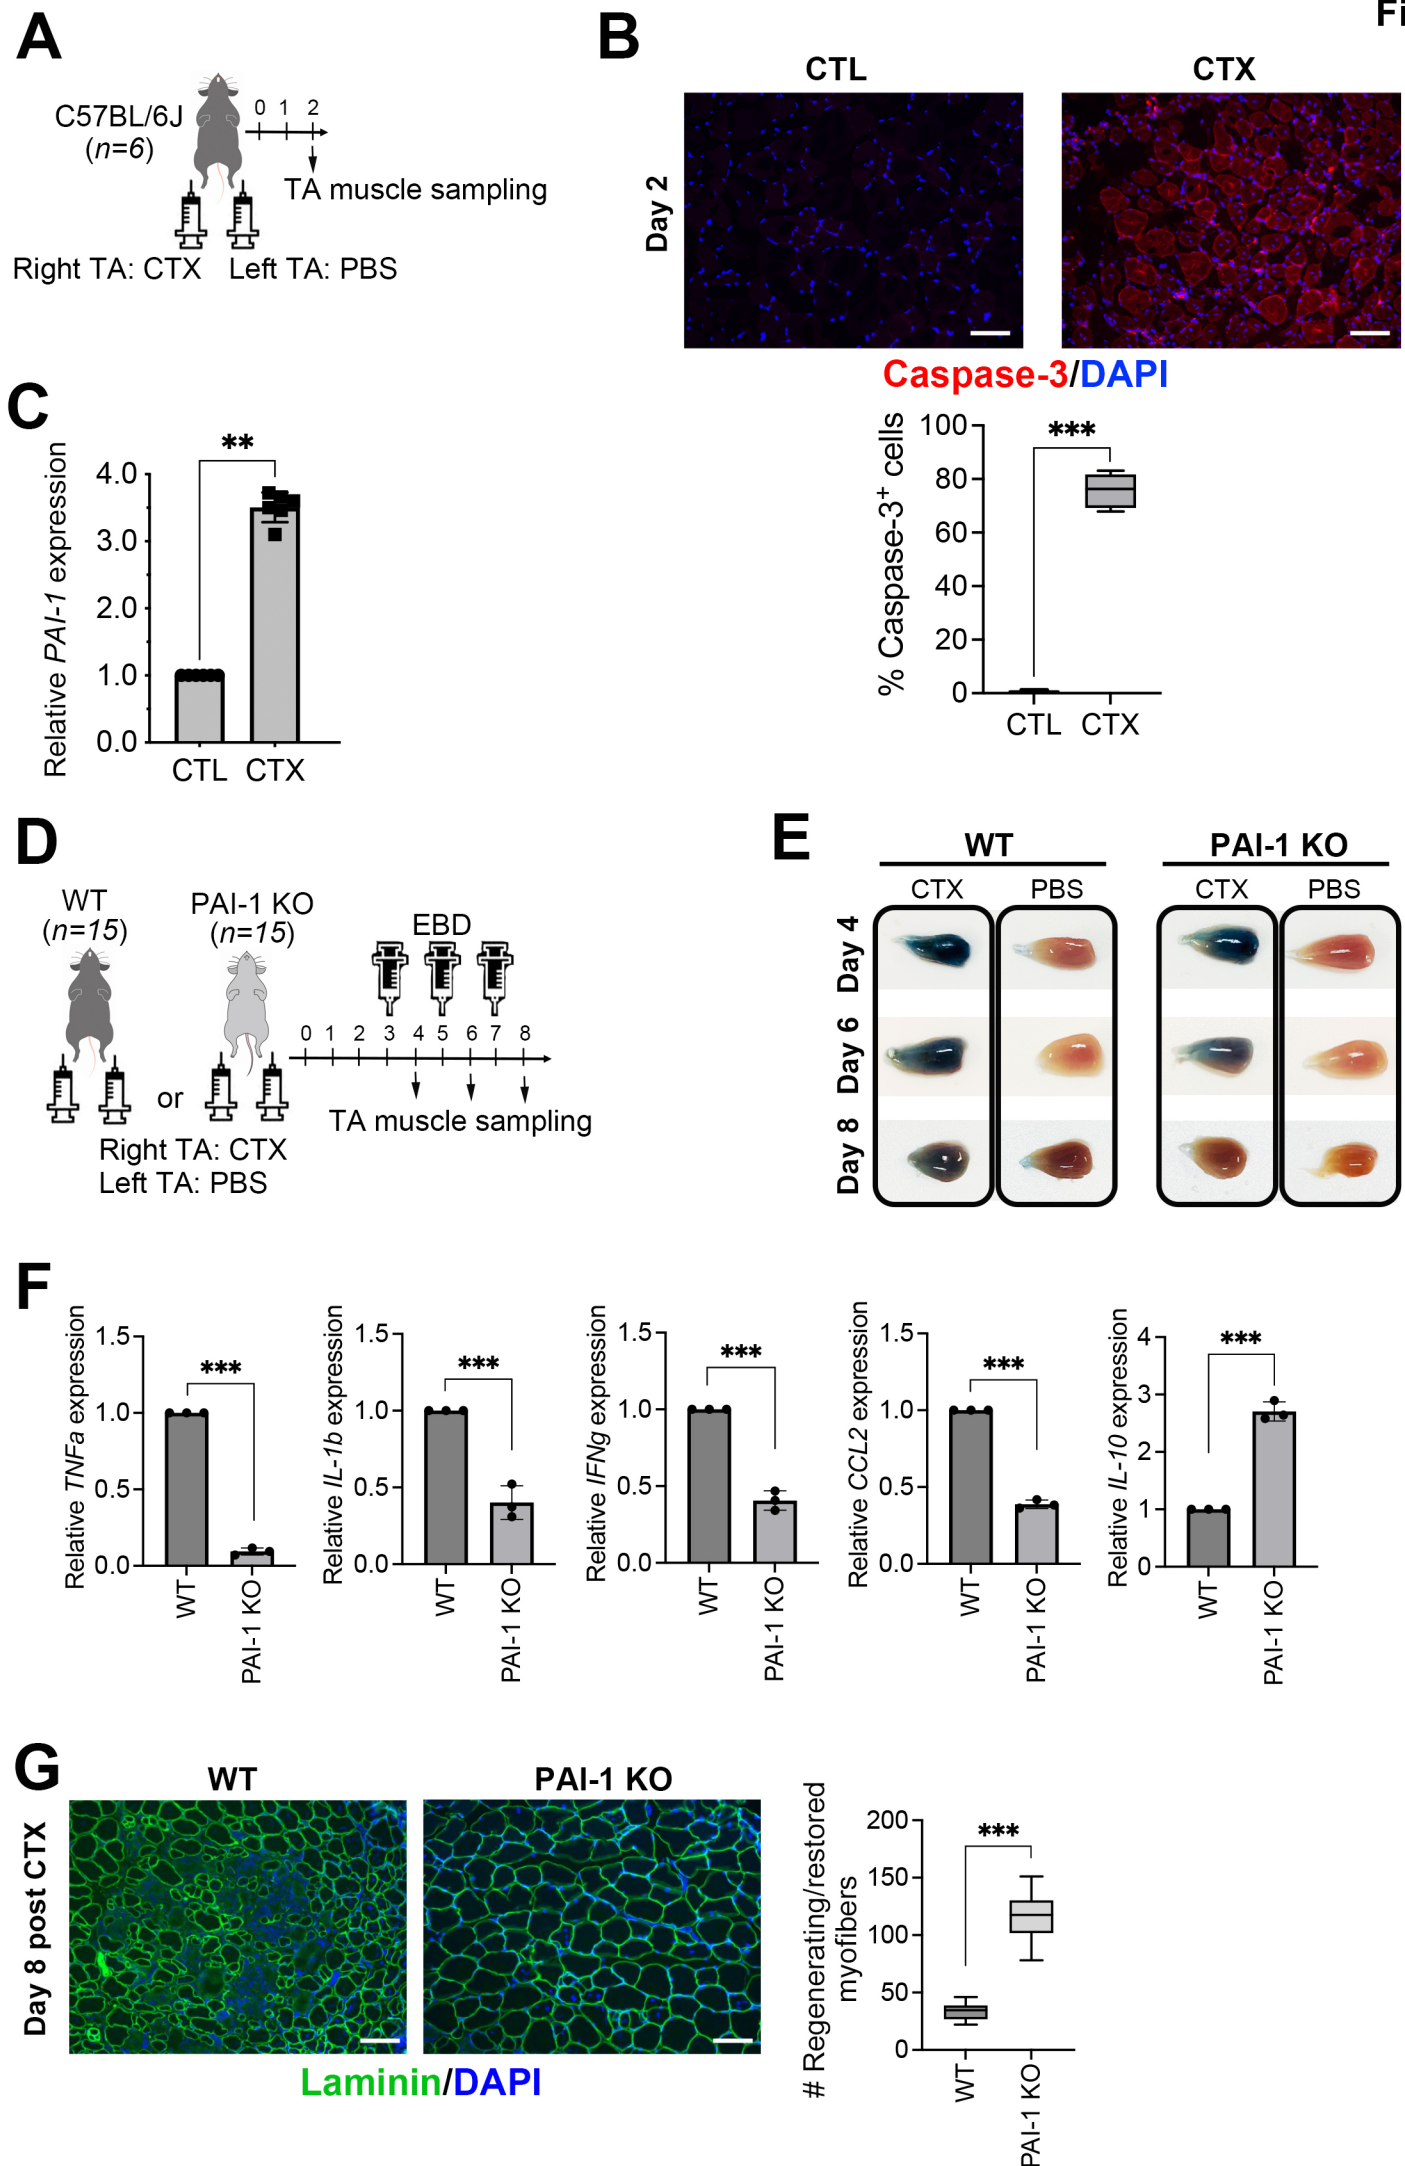 Fi
A
C57BL/6J
(n=6)
0 1 2
TA muscle sampling
Right TA: CTX Left TA: PBS
B
CTL CTX
Day 2
Caspase-3/DAPI
% Caspase-3+ cells
100
80
60
40
20
0
***
CTL CTX
C
Relative PAI-1 expression
4.0
3.0
2.0
1.0
0.0
**
CTL CTX
D
WT
(n=15)
or
PAI-1 KO
(n=15)
EBD
0 1 2 3 4 5 6 7 8
TA muscle sampling
Right TA: CTX
Left TA: PBS
E
WT PAI-1 KO
CTX PBS CTX PBS
Day 4
Day 6
Day 8
F
Relative TNFa expression
1.5
1.0
0.5
0.0
***
WT
PAI-1 KO
Relative IL-1b expression
1.5
1.0
0.5
0.0
***
WT
PAI-1 KO
Relative IFNg expression
1.5
1.0
0.5
0.0
***
WT
PAI-1 KO
Relative CCL2 expression
1.5
1.0
0.5
0.0
***
WT
PAI-1 KO
Relative IL-10 expression
4
3
2
1
0
***
WT
PAI-1 KO
G
WT PAI-1 KO
Day 8 post CTX
Laminin/DAPI
# Regenerating/restored
myofibers
200
150
100
50
0
***
WT
PAI-1 KO